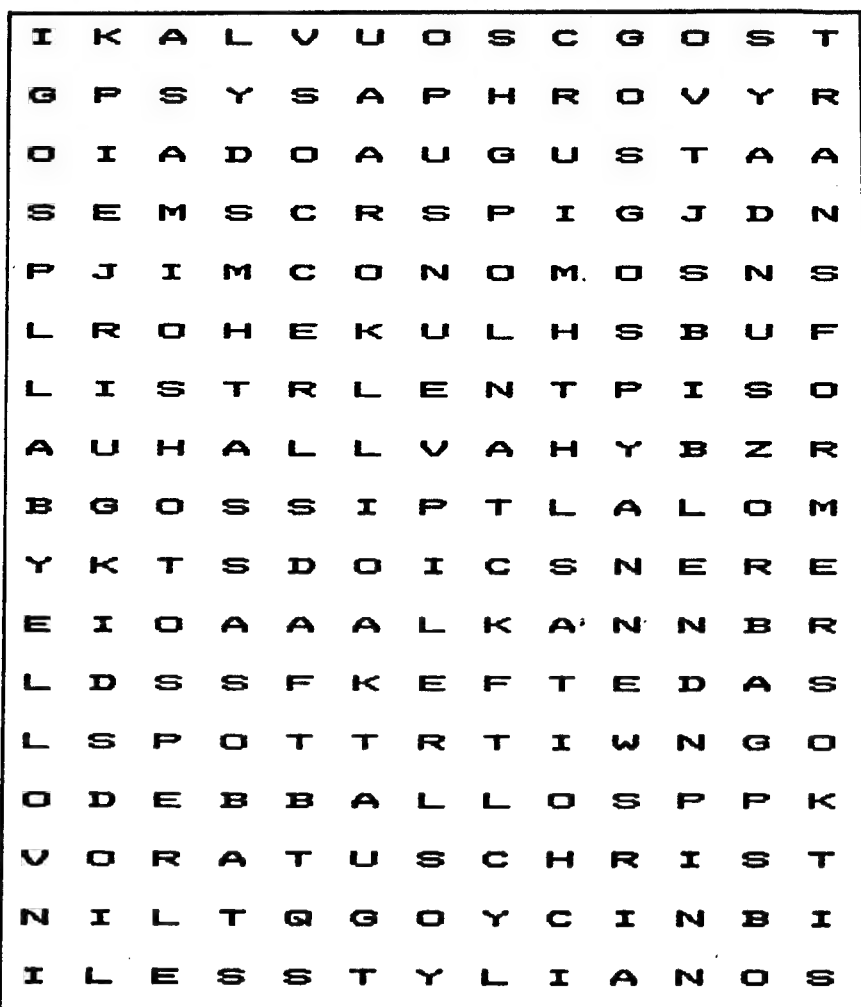 I K A L V U O S C G O S T
G P S Y S A P H R O V Y R
O I A D O A U G U S T A A
S E M S C R S P I G J D N
P J I M C O N O M O S N S
L R O H E K U L H S B U F
L I S T R L E N T P I S O
A U H A L L V A H Y B Z R
B G O S S I P T L A L O M
Y K T S D O I C S N E R E
E I O A A A L K A N N B R
L D S S F K E F T E D A S
L S P O T T R T I W N G O
O D E B B A L L O S P P K
V O R A T U S C H R I S T
N I L T Q G O Y C I N B I
I L E S S T Y L I A N O S